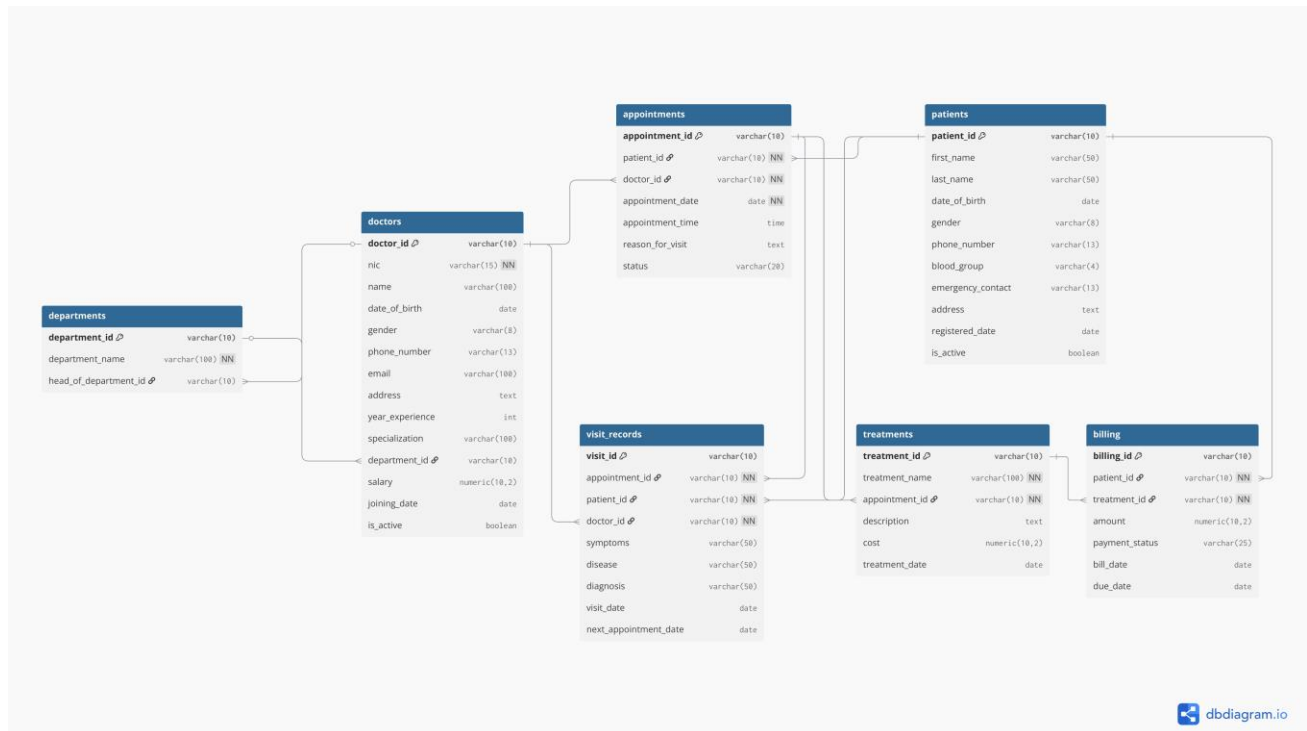 appointments
appointment_id varchar(10)
patient_id varchar(10) NN
doctor_id varchar(10) NN
appointment_date date NN
appointment_time time
reason_for_visit text
status varchar(20)
patients
patient_id varchar(10)
first_name varchar(50)
last_name varchar(50)
date_of_birth date
gender varchar(8)
phone_number varchar(13)
blood_group varchar(4)
emergency_contact varchar(13)
address text
registered_date date
is_active boolean
doctors
doctor_id varchar(10)
nic varchar(15) NN
name varchar(100)
date_of_birth date
gender varchar(8)
phone_number varchar(13)
email varchar(100)
address text
year_experience int
specialization varchar(100)
department_id varchar(10)
salary numeric(10,2)
joining_date date
is_active boolean
departments
department_id varchar(10)
department_name varchar(100) NN
head_of_department_id varchar(10)
visit_records
visit_id varchar(10)
appointment_id varchar(10) NN
patient_id varchar(10) NN
doctor_id varchar(10) NN
symptoms varchar(50)
disease varchar(50)
diagnosis varchar(50)
visit_date date
next_appointment_date date
treatments
treatment_id varchar(10)
treatment_name varchar(100) NN
appointment_id varchar(10) NN
description text
cost numeric(10,2)
treatment_date date
billing
billing_id varchar(10)
patient_id varchar(10) NN
treatment_id varchar(10) NN
amount numeric(10,2)
payment_status varchar(25)
bill_date date
due_date date
dbdiagram.io